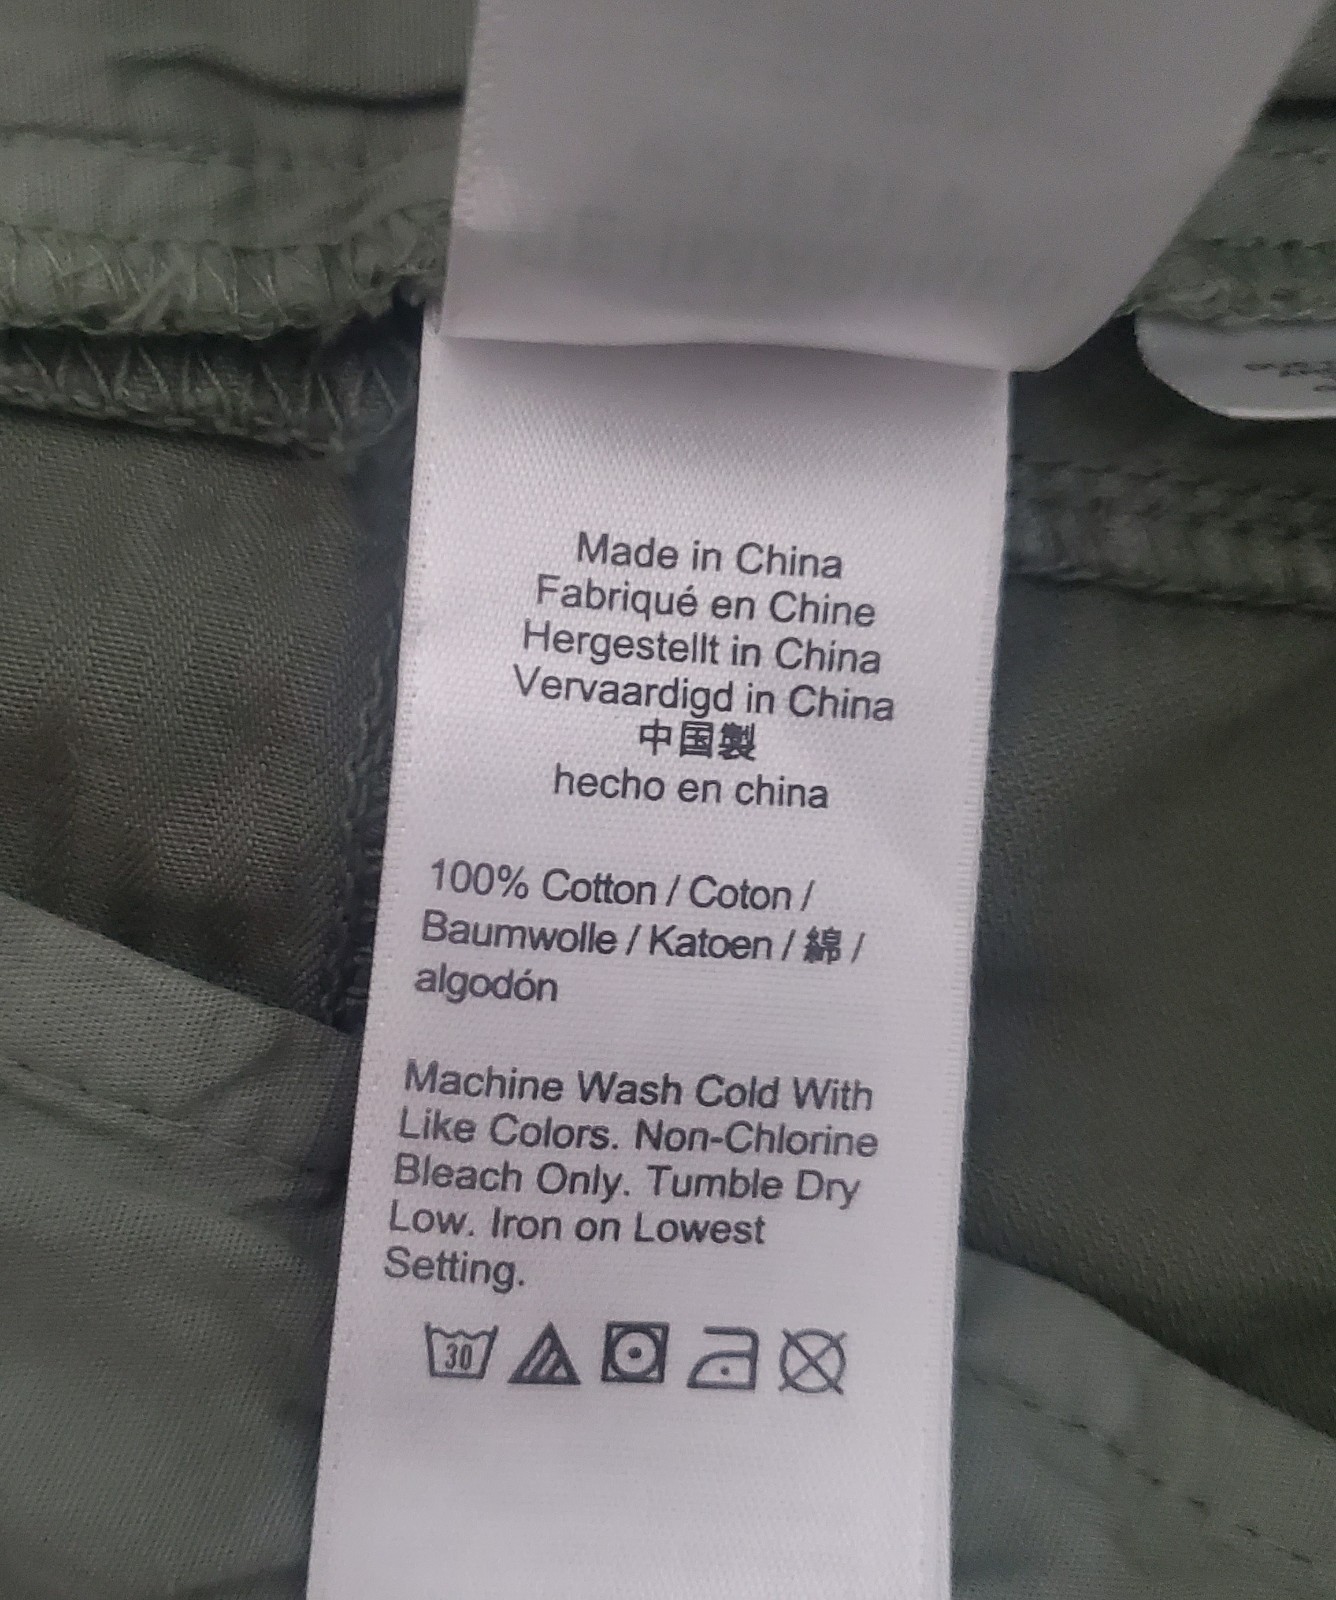 Made in China
Fabriqué en Chine
Hergestellt in China
Vervaardigd in China
中国製
hecho en china
100% Cotton / Coton /
Baumwolle / Katoen / 綿 /
algodón
Machine Wash Cold With
Like Colors. Non-Chlorine
Bleach Only. Tumble Dry
Low. Iron on Lowest
Setting.
30